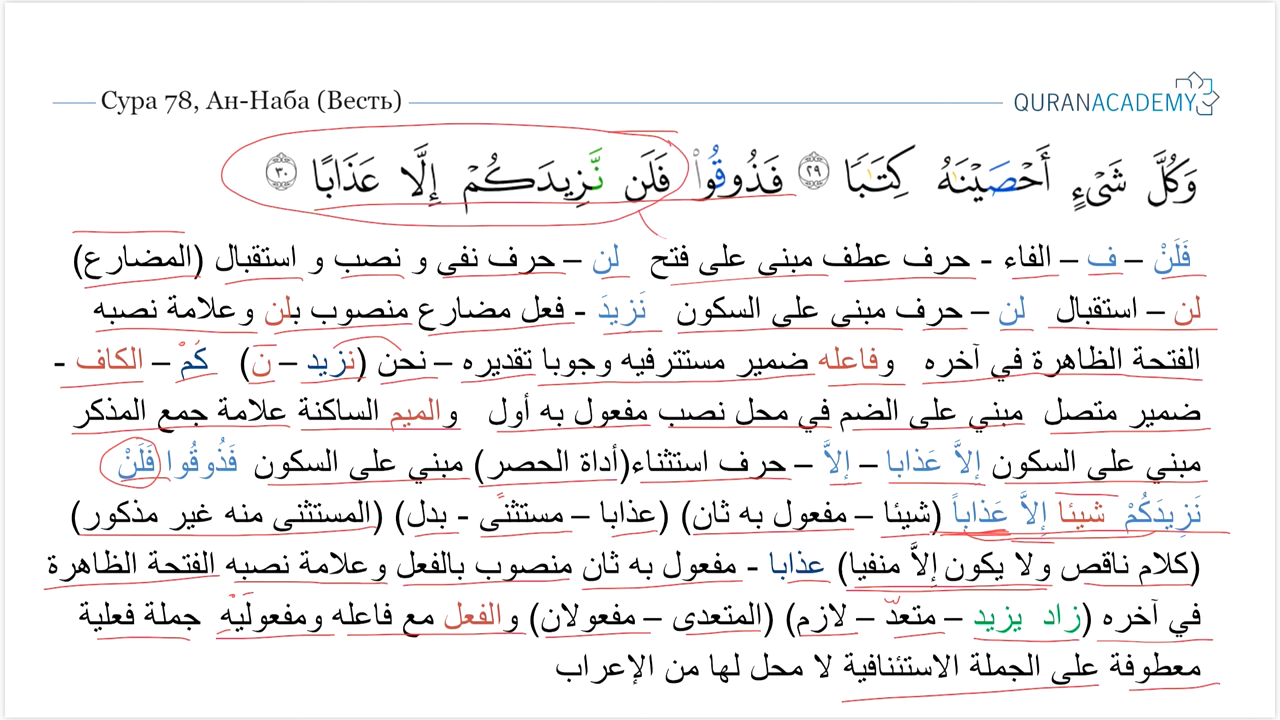 Сура 78, Ан-Наба (Весть)
QURANACADEMY
وَكُلَّ شَىْءٍ أَحْصَيْنَٰهُ كِتَٰبًا ٢٩ فَذُوقُوا۟ فَلَن نَّزِيدَكُمْ إِلَّا عَذَابًا ٣٠
فَلَنْ – ف – الفاء - حرف عطف مبنى على فتح لن – حرف نفى و نصب و استقبال (المضارع)
لن – استقبال لن – حرف مبنى على السكون نَزِيدَ - فعل مضارع منصوب بلن وعلامة نصبه
الفتحة الظاهرة في آخره وفاعله ضمير مستترفيه وجوبا تقديره – نحن (نزيد – ن) كُمْ – الكاف -
ضمير متصل مبني على الضم في محل نصب مفعول به أول والميم الساكنة علامة جمع المذكر
مبني على السكون إلاَّ عَذابا – إلاَّ – حرف استثناء(أداة الحصر) مبني على السكون فَذُوقُوا فَلَنْ
نَزِيدَكُمْ شيئا إلاَّ عَذاباً (شيئا – مفعول به ثان) (عذابا – مستثنى - بدل) (المستثنى منه غير مذكور)
(كلام ناقص ولا يكون إلاَّ منفيا) عذابا - مفعول به ثان منصوب بالفعل وعلامة نصبه الفتحة الظاهرة
في آخره (زاد يزيد – متعدّ – لازم) (المتعدى – مفعولان) والفعل مع فاعله ومفعوليه جملة فعلية
معطوفة على الجملة الاستئنافية لا محل لها من الإعراب